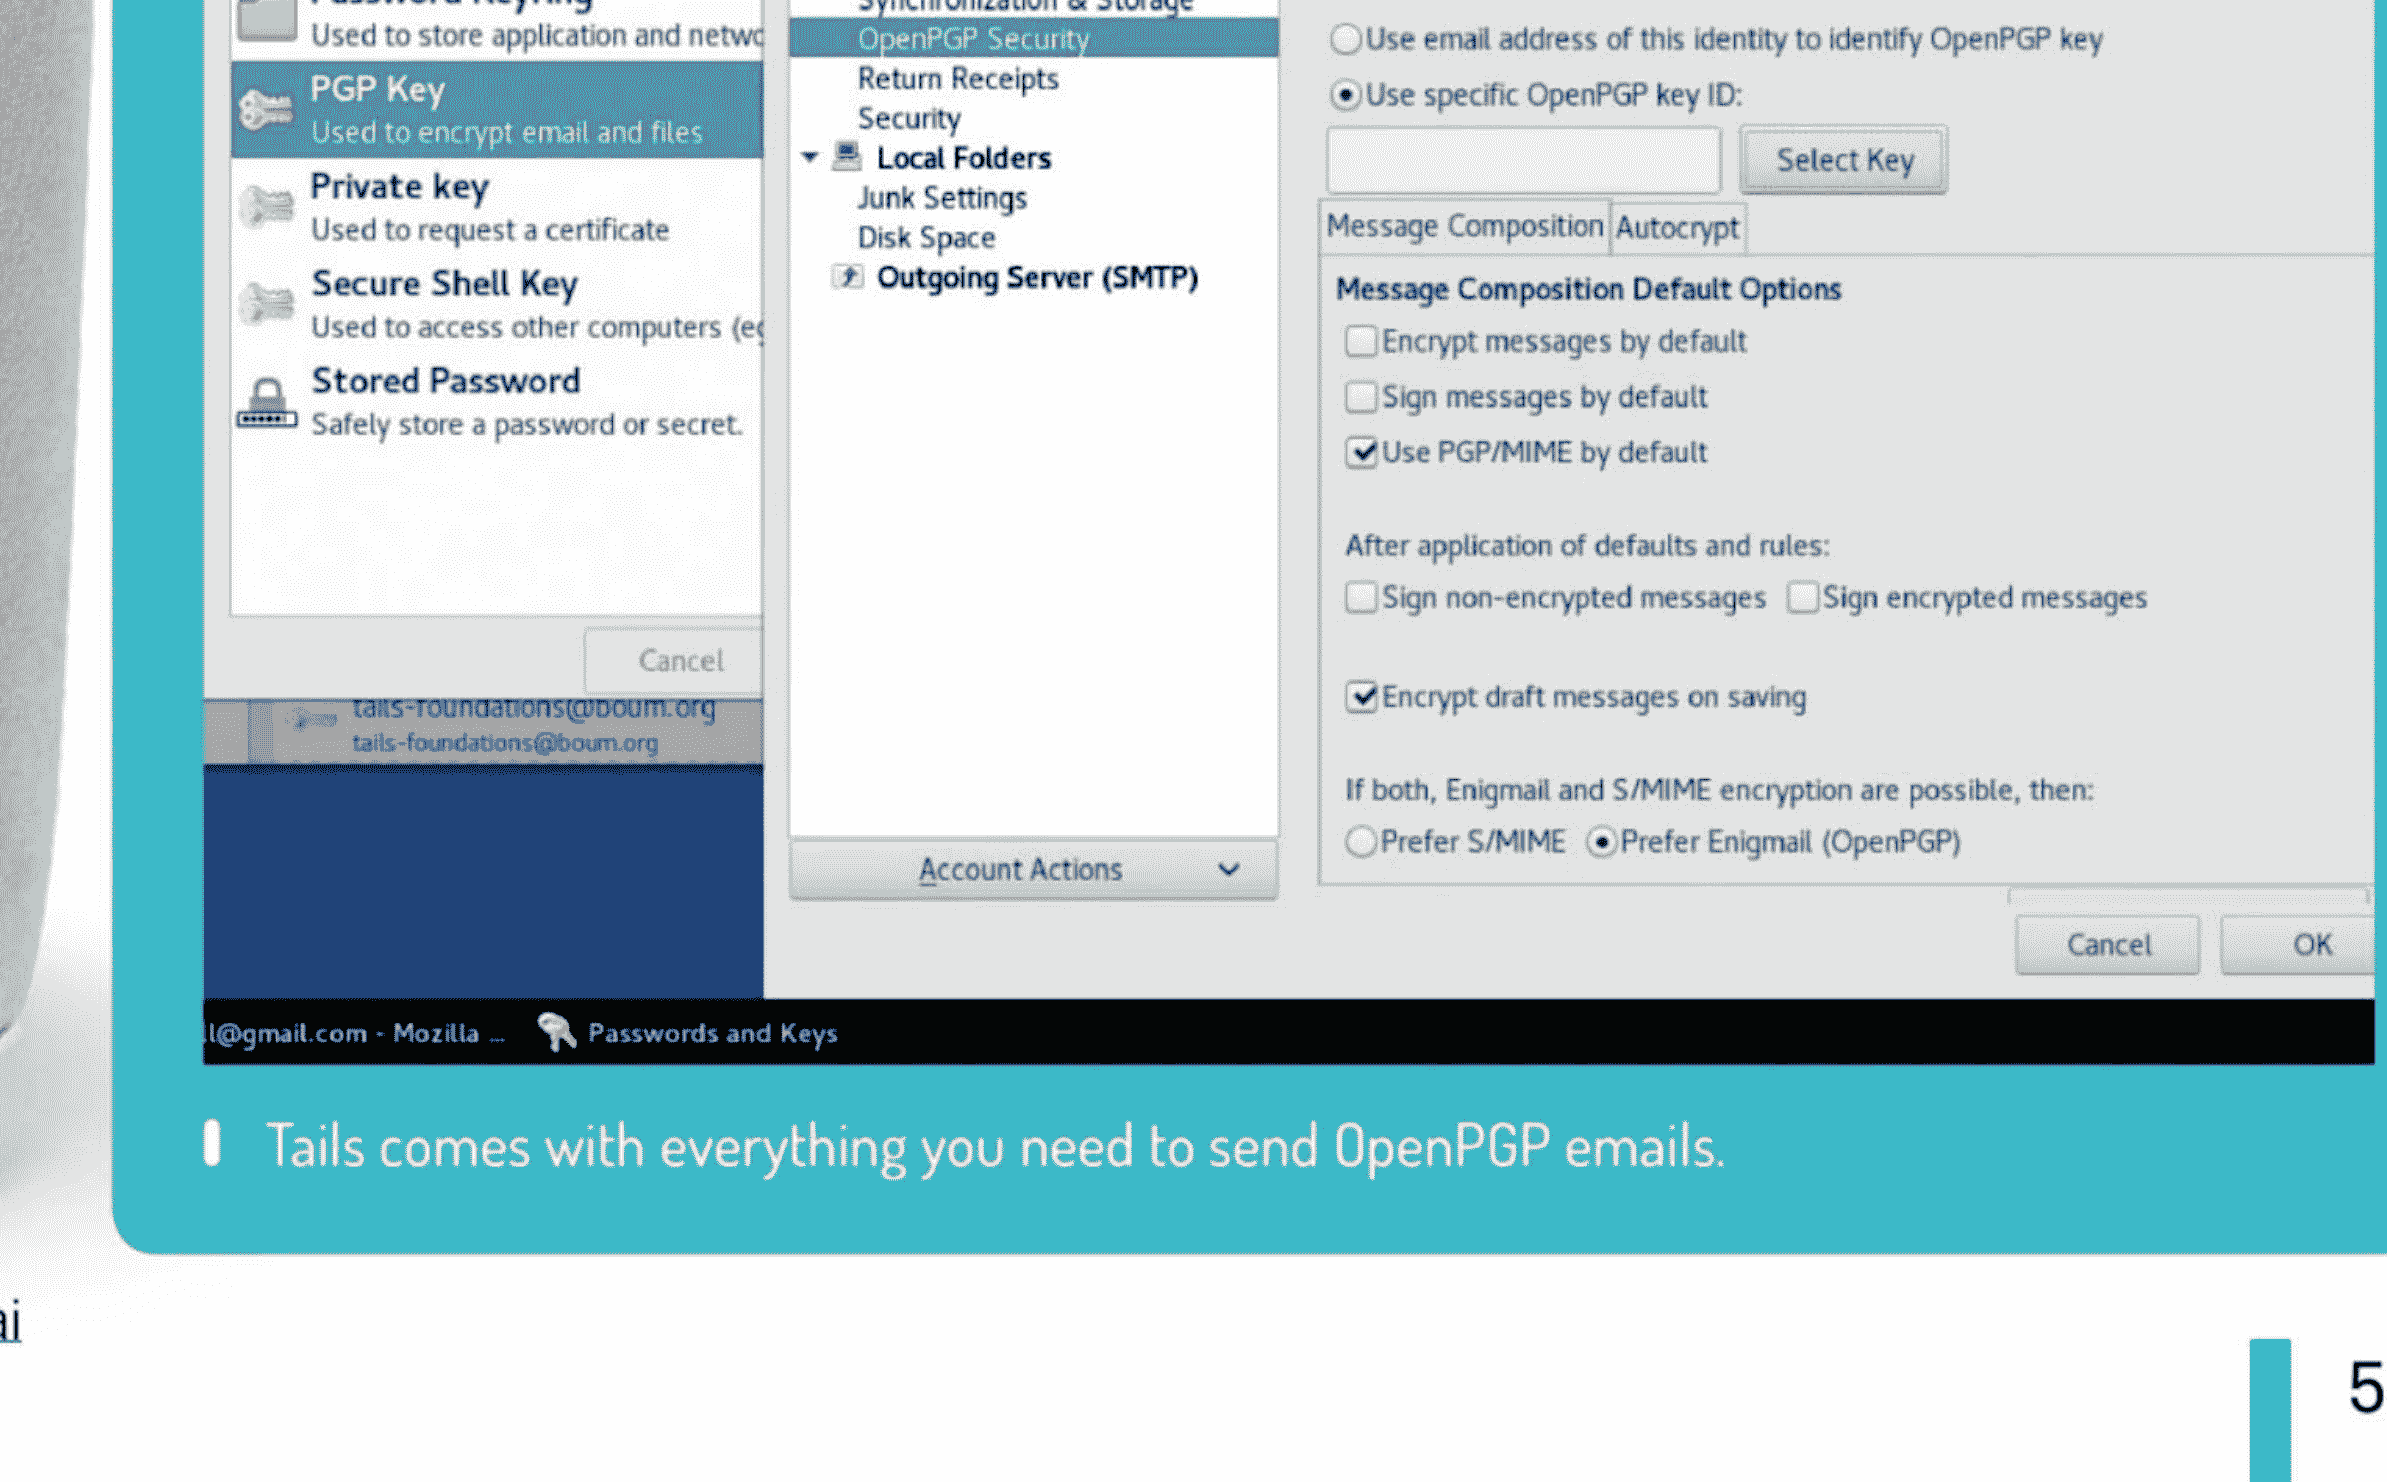 Password Keyring
Used to store application and netwo
PGP Key
Used to encrypt email and files
Private key
Used to request a certificate
Secure Shell Key
Used to access other computers (eg
Stored Password
Safely store a password or secret.
Cancel
tails-foundations@boum.org
tails-foundations@boum.org
Synchronization & Storage
OpenPGP Security
Return Receipts
Security
Local Folders
Junk Settings
Disk Space
Outgoing Server (SMTP)
Account Actions
Use email address of this identity to identify OpenPGP key
Use specific OpenPGP key ID:
Select Key
Message Composition Autocrypt
Message Composition Default Options
Encrypt messages by default
Sign messages by default
Use PGP/MIME by default
After application of defaults and rules:
Sign non-encrypted messages Sign encrypted messages
Encrypt draft messages on saving
If both, Enigmail and S/MIME encryption are possible, then:
Prefer S/MIME Prefer Enigmail (OpenPGP)
Cancel OK
l@gmail.com - Mozilla ... Passwords and Keys
Tails comes with everything you need to send OpenPGP emails.
ai
5